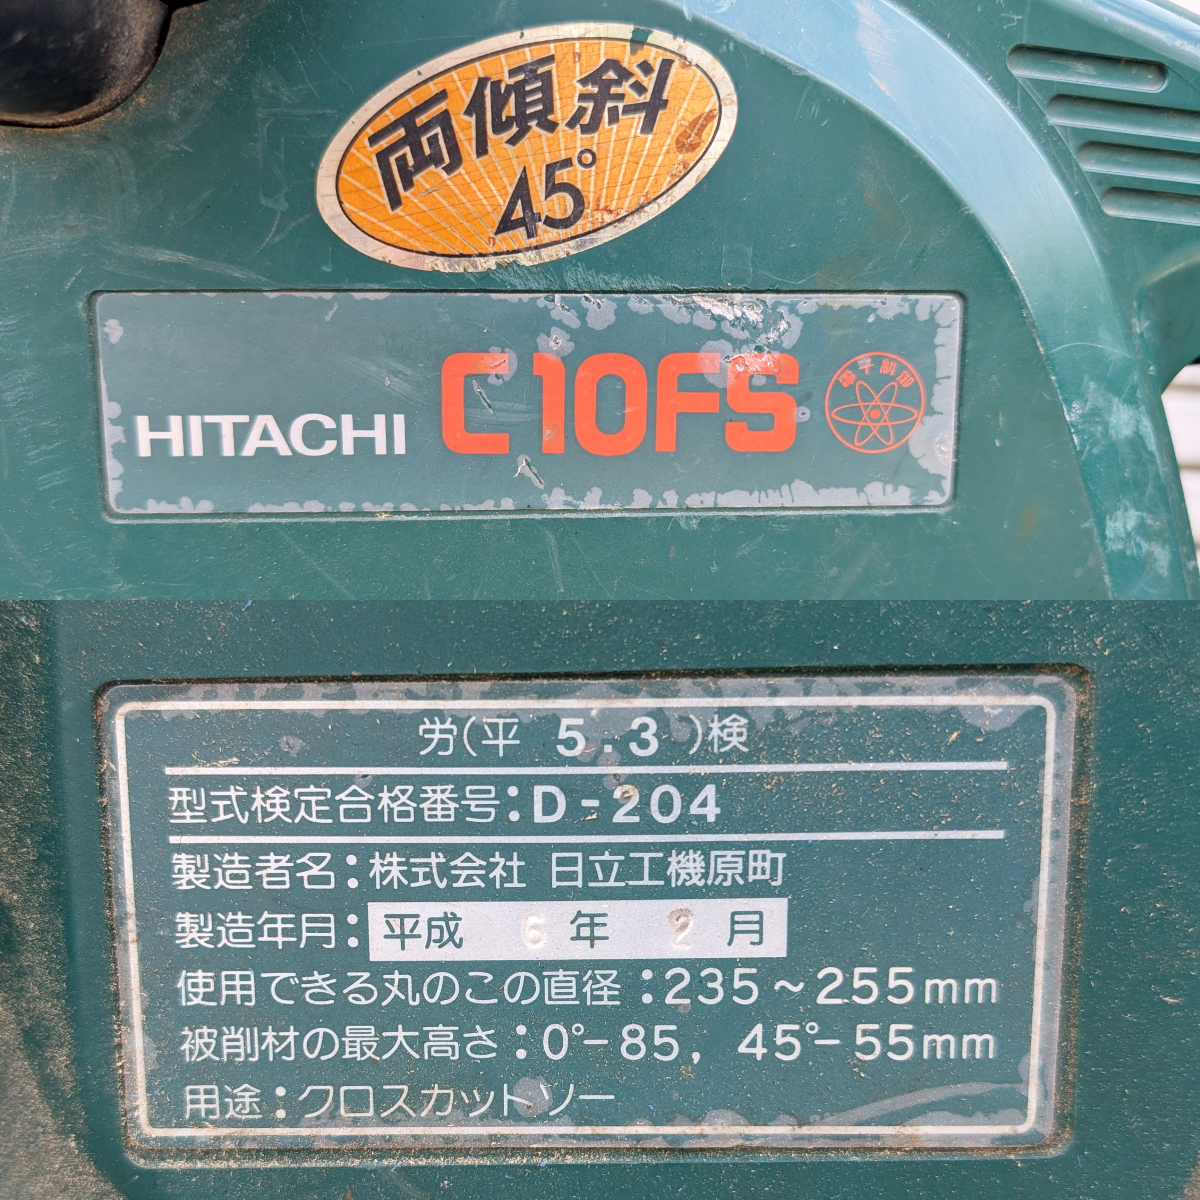 両傾斜
45°
HITACHI C10FS
電子制御
労(平 5.3)検
型式検定合格番号:D-204
製造者名:株式会社 日立工機原町
製造年月:平成 6年 2月
使用できる丸のこの直径:235~255mm
被削材の最大高さ:0°-85, 45°-55mm
用途:クロスカットソー